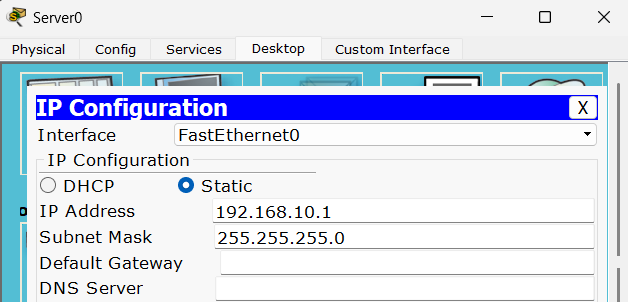 Server0
Physical Config Services Desktop Custom Interface
IP Configuration X
Interface FastEthernet0
IP Configuration
DHCP Static
IP Address 192.168.10.1
Subnet Mask 255.255.255.0
Default Gateway
DNS Server